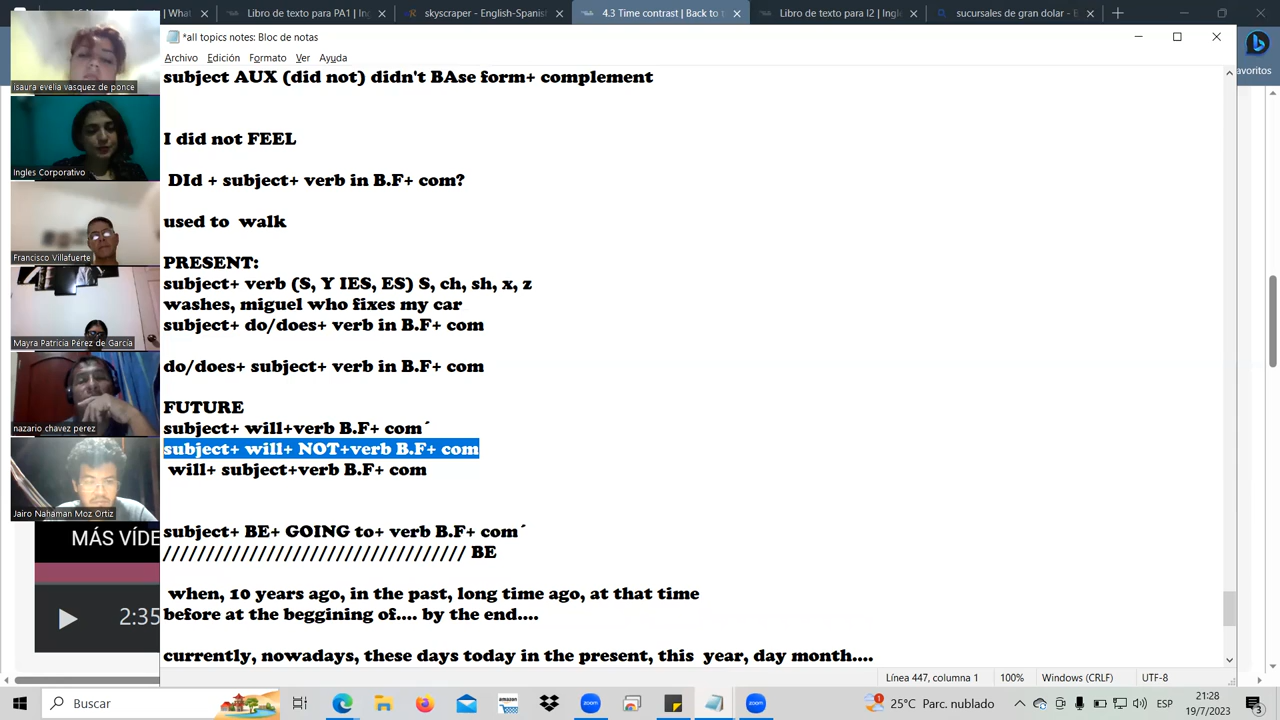 4.5
Libro de texto para PA1 | Ing
skyscraper - English-Spanish
4.3 Time contrast | Back to t
Libro de texto para I2 | Ingle
sucursales de gran dolar - E
*all topics notes: Bloc de notas
Archivo Edición Formato Ver Ayuda
avoritos
subject AUX (did not) didn't BAse form+ complement
I did not FEEL
DId + subject+ verb in B.F+ com?
used to walk
PRESENT:
subject+ verb (S, Y IES, ES) S, ch, sh, x, z
washes, miguel who fixes my car
subject+ do/does+ verb in B.F+ com
do/does+ subject+ verb in B.F+ com
FUTURE
subject+ will+verb B.F+ com´
subject+ will+ NOT+verb B.F+ com
will+ subject+verb B.F+ com
subject+ BE+ GOING to+ verb B.F+ com´
/////////////////////////////////// BE
when, 10 years ago, in the past, long time ago, at that time
before at the beggining of.... by the end....
currently, nowadays, these days today in the present, this year, day month....
isaura evelia vasquez de ponce
Ingles Corporativo
Francisco Villafuerte
Mayra Patricia Pérez de García
nazario chavez perez
Jairo Nahaman Moz Ortiz
MÁS VÍDE
2:35
Línea 447, columna 1 100% Windows (CRLF) UTF-8
Buscar
amazon
zoom
zoom
1
25°C Parc. nublado
ESP
21:28
19/7/2023
3